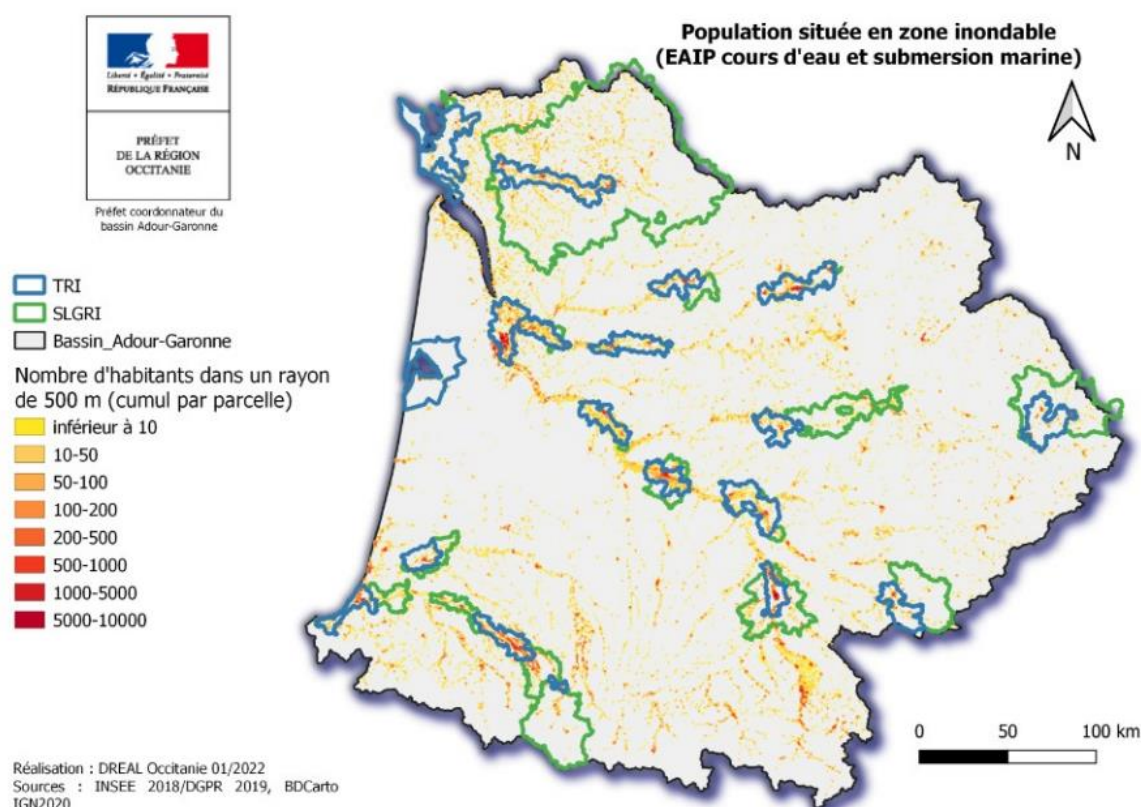 Liberté • Égalité • Fraternité
RÉPUBLIQUE FRANÇAISE
PRÉFET
DE LA RÉGION
OCCITANIE
Préfet coordonnateur du
bassin Adour-Garonne
Population située en zone inondable
(EAIP cours d'eau et submersion marine)
N
TRI
SLGRI
Bassin_Adour-Garonne
Nombre d'habitants dans un rayon
de 500 m (cumul par parcelle)
inférieur à 10
10-50
50-100
100-200
200-500
500-1000
1000-5000
5000-10000
0 50 100 km
Réalisation : DREAL Occitanie 01/2022
Sources : INSEE 2018/DGPR 2019, BDCarto
IGN2020